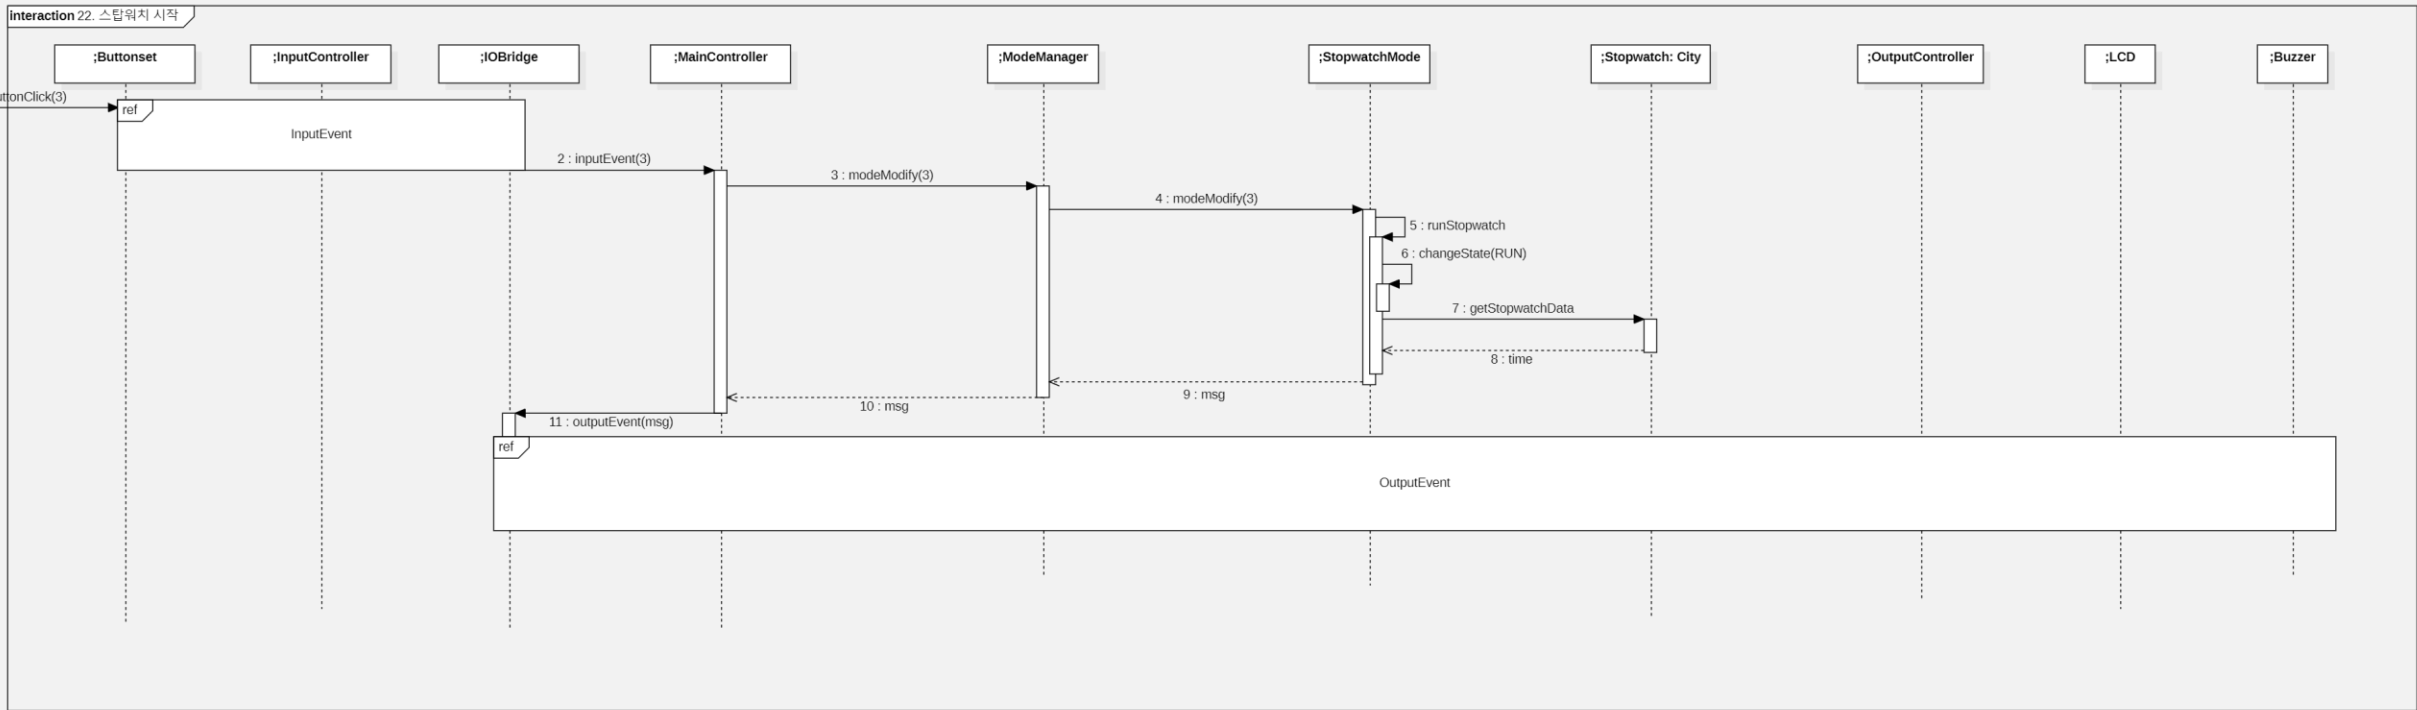 interaction 22. 스탑워치 시작
;Buttonset
;InputController
;IOBridge
;MainController
;ModeManager
;StopwatchMode
;Stopwatch: City
;OutputController
;LCD
;Buzzer
uttonClick(3)
ref
InputEvent
2 : inputEvent(3)
3 : modeModify(3)
4 : modeModify(3)
5 : runStopwatch
6 : changeState(RUN)
7 : getStopwatchData
8 : time
9 : msg
10 : msg
11 : outputEvent(msg)
ref
OutputEvent